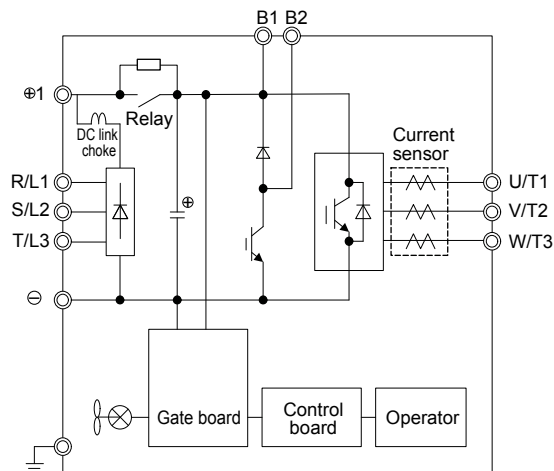 B1 B2
⊕1
Relay
DC link
choke
Current
sensor
R/L1
S/L2
T/L3
⊕
U/T1
V/T2
W/T3
⊖
Gate board
Control
board
Operator